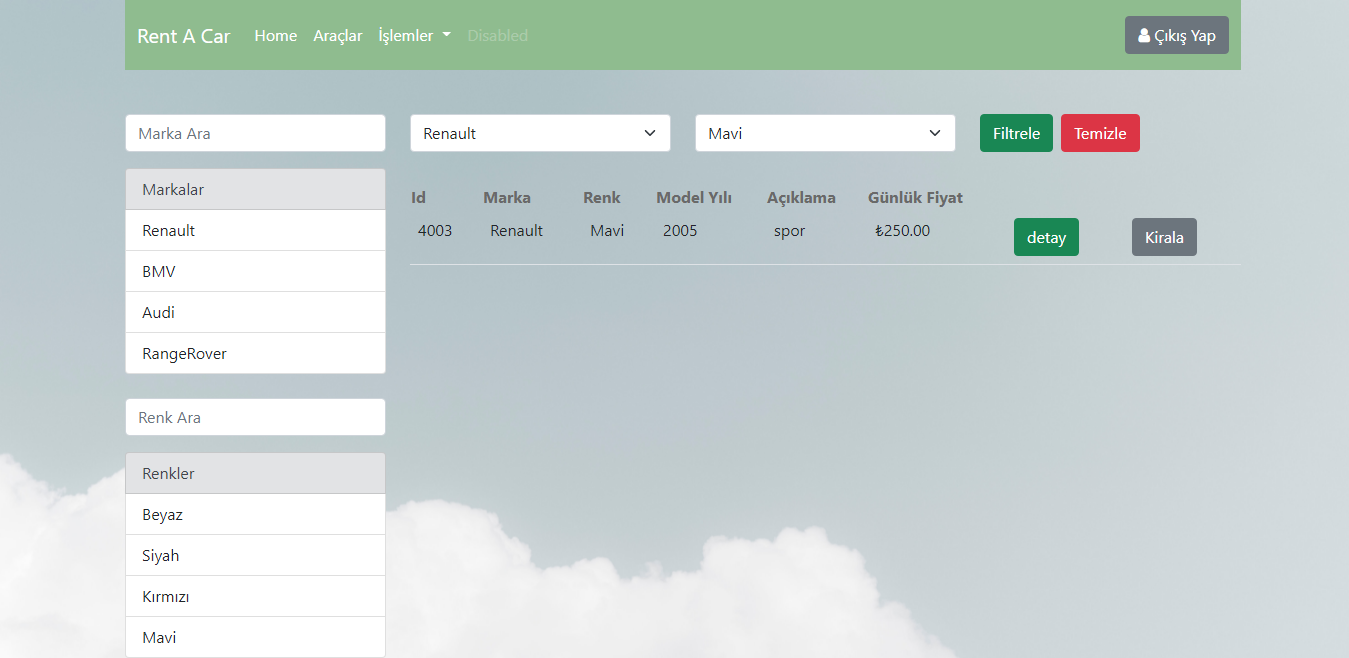 Rent A Car Home Araçlar İşlemler Disabled Çıkış Yap
Marka Ara Renault Mavi Filtrele Temizle
Markalar
Renault
BMV
Audi
RangeRover
Id Marka Renk Model Yılı Açıklama Günlük Fiyat
4003 Renault Mavi 2005 spor ₺250.00 detay Kirala
Renk Ara
Renkler
Beyaz
Siyah
Kırmızı
Mavi